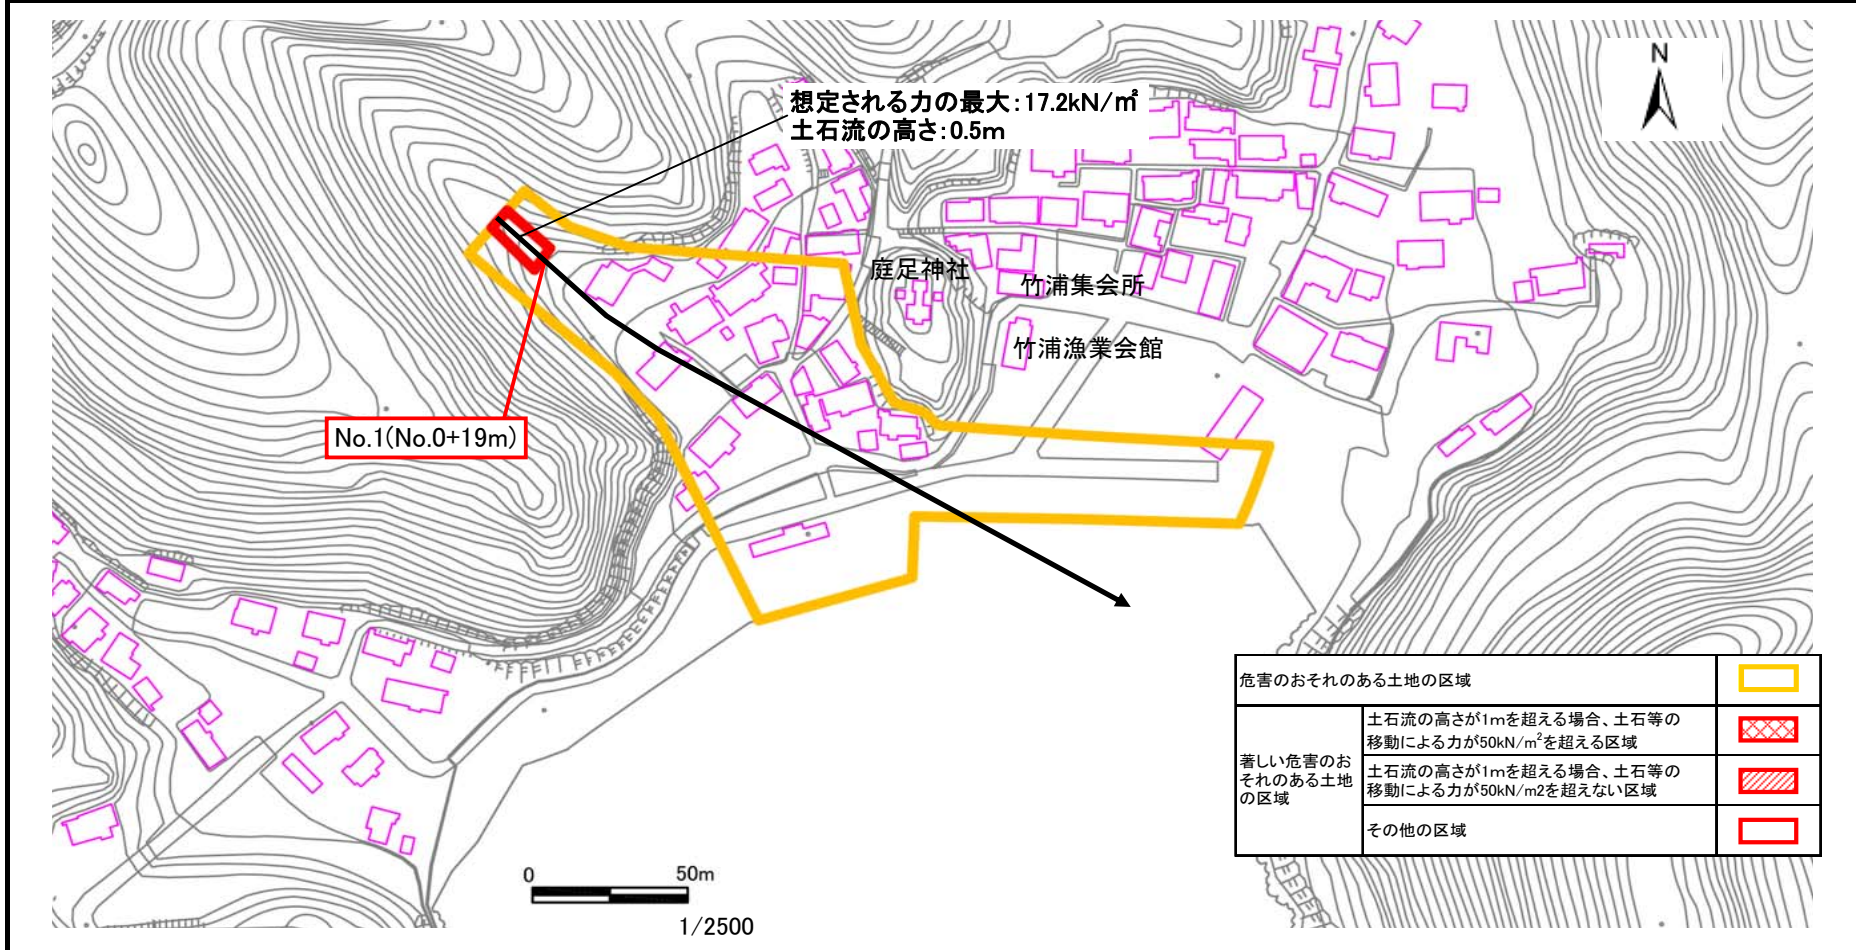 N
想定される力の最大:17.2kN/㎡
土石流の高さ:0.5m
庭足神社
竹浦集会所
竹浦漁業会館
No.1(No.0+19m)
危害のおそれのある土地の区域
著しい危害のお
それのある土地
の区域
土石流の高さが1mを超える場合、土石等の
移動による力が50kN/m²を超える区域
土石流の高さが1mを超える場合、土石等の
移動による力が50kN/m2を超えない区域
その他の区域
0 50m
1/2500